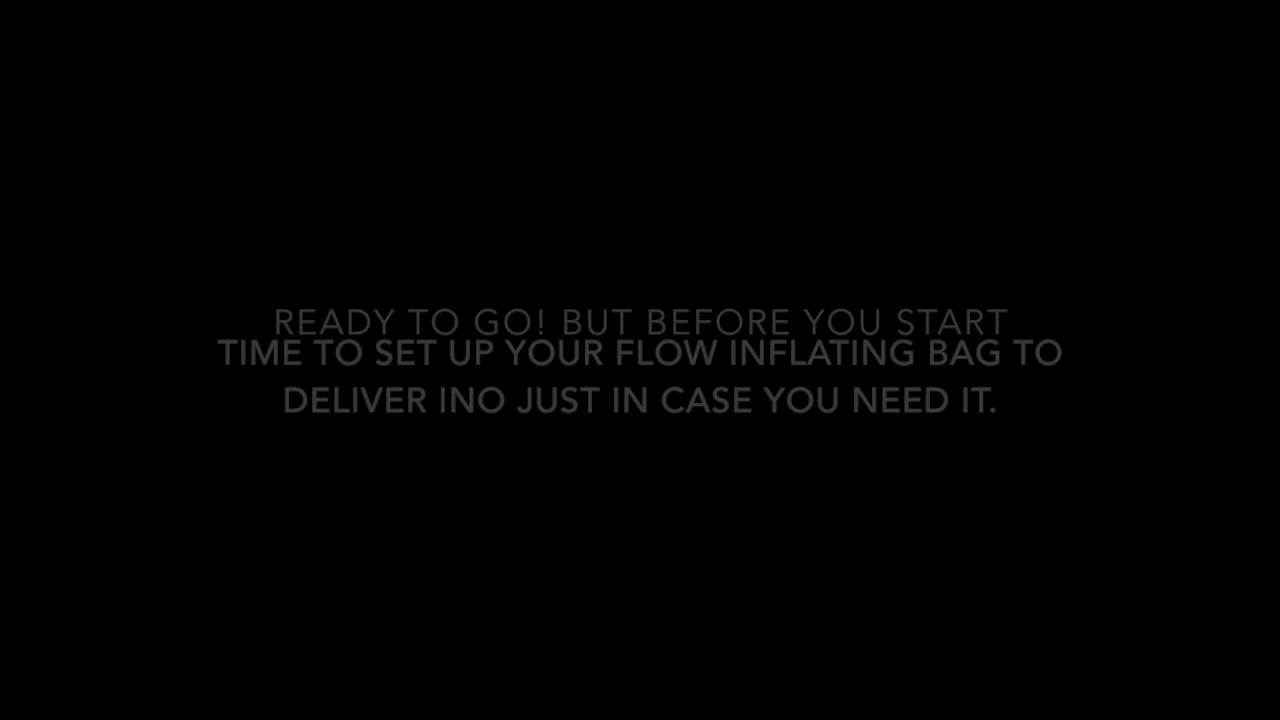 READY TO GO! BUT BEFORE YOU START
TIME TO SET UP YOUR FLOW INFLATING BAG TO
DELIVER INO JUST IN CASE YOU NEED IT.